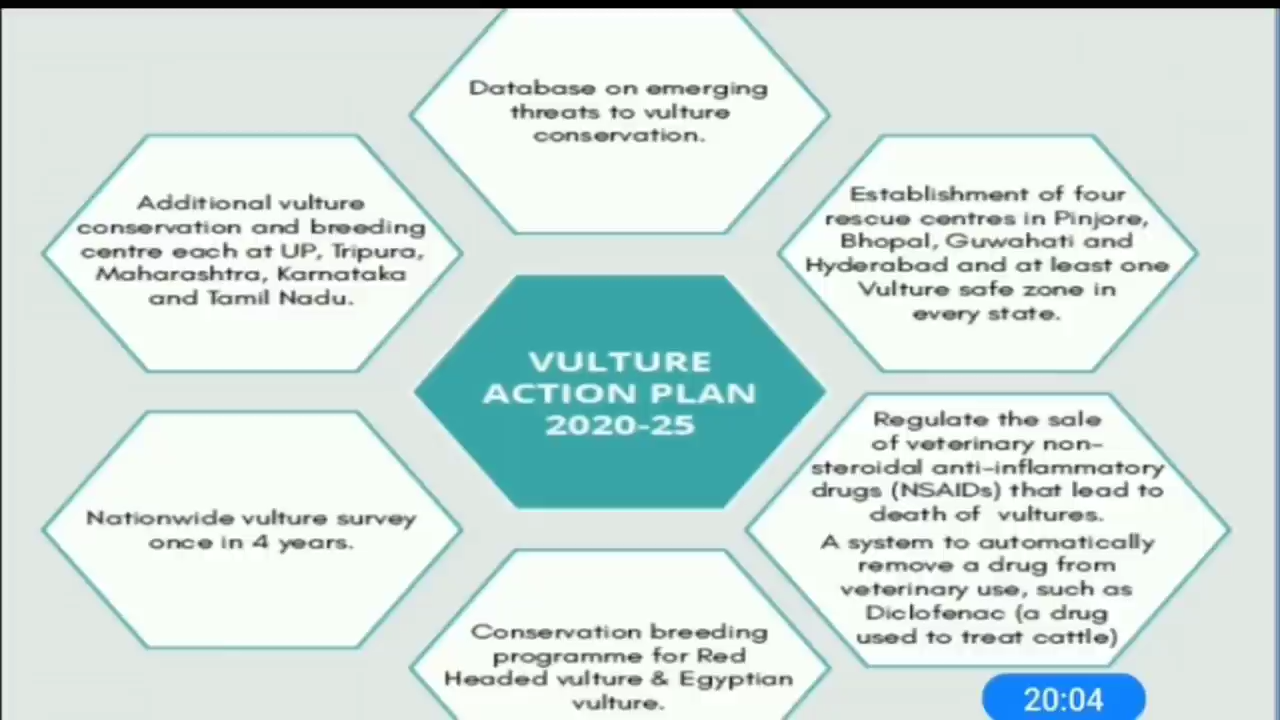 Database on emerging
threats to vulture
conservation.
Additional vulture
conservation and breeding
centre each at UP, Tripura,
Maharashtra, Karnataka
and Tamil Nadu.
Establishment of four
rescue centres in Pinjore,
Bhopal, Guwahati and
Hyderabad and at least one
Vulture safe zone in
every state.
VULTURE
ACTION PLAN
2020-25
Regulate the sale
of veterinary non-
steroidal anti-inflammatory
drugs (NSAIDs) that lead to
death of vultures.
A system to automatically
remove a drug from
veterinary use, such as
Diclofenac (a drug
used to treat cattle)
Nationwide vulture survey
once in 4 years.
Conservation breeding
programme for Red
Headed vulture & Egyptian
vulture.
20:04